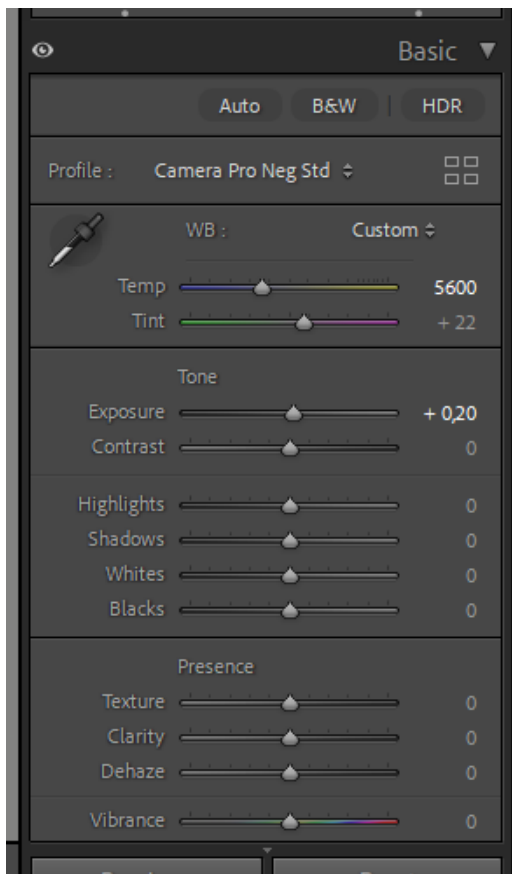 Basic
Auto B&W HDR
Profile : Camera Pro Neg Std
WB : Custom
Temp 5600
Tint + 22
Tone
Exposure + 0,20
Contrast 0
Highlights 0
Shadows 0
Whites 0
Blacks 0
Presence
Texture 0
Clarity 0
Dehaze 0
Vibrance 0